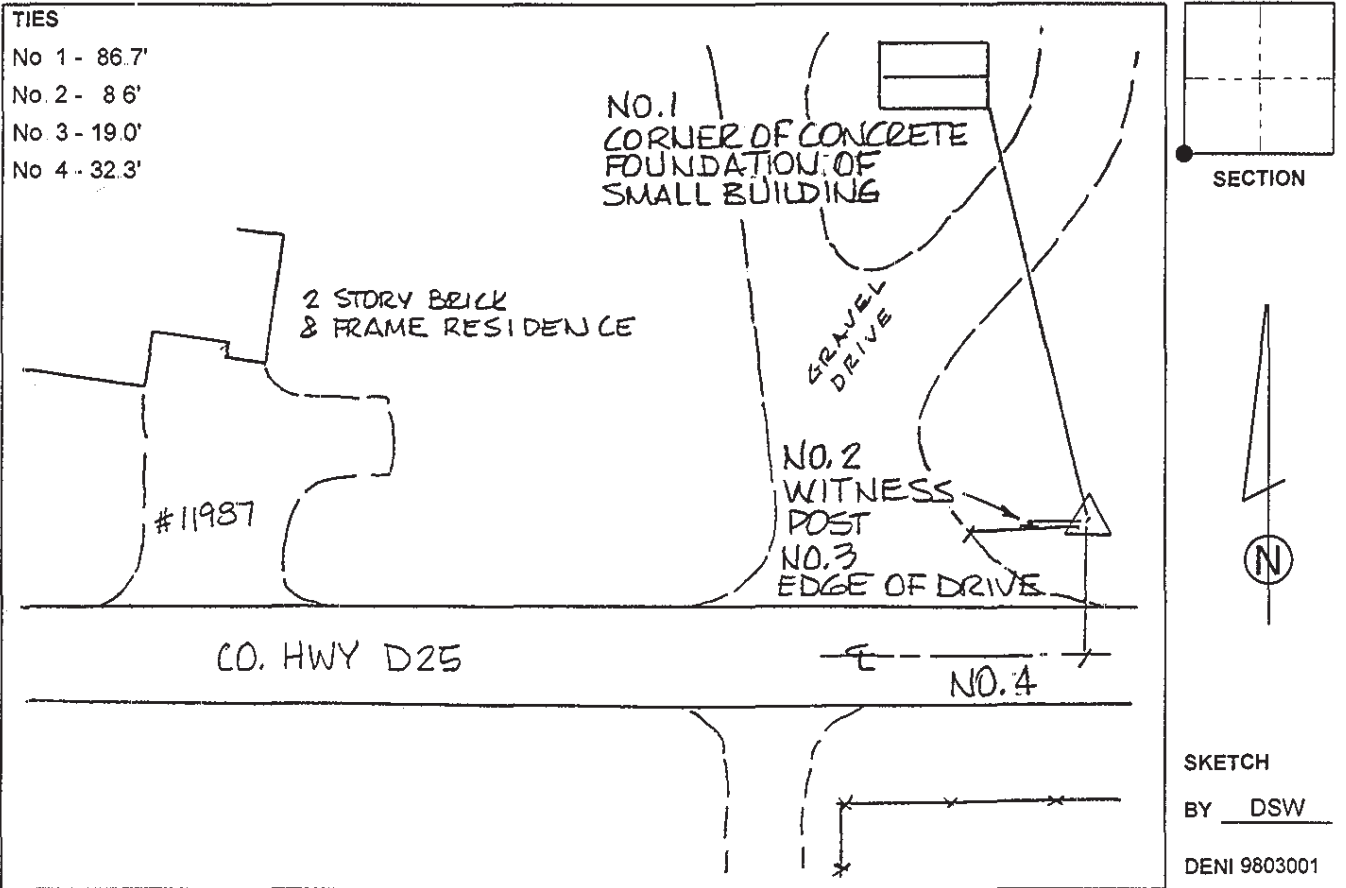 TIES
No 1 - 86.7'
No. 2 - 8 6'
No. 3 - 19.0'
No 4 - 32.3'
NO.1
CORNER OF CONCRETE
FOUNDATION OF
SMALL BUILDING
SECTION
2 STORY BRICK
& FRAME RESIDENCE
GRAVEL
DRIVE
#11987
NO.2
WITNESS
POST
NO.3
EDGE OF DRIVE
N
CO. HWY D25
℄
NO.4
SKETCH
BY DSW
DENI 9803001